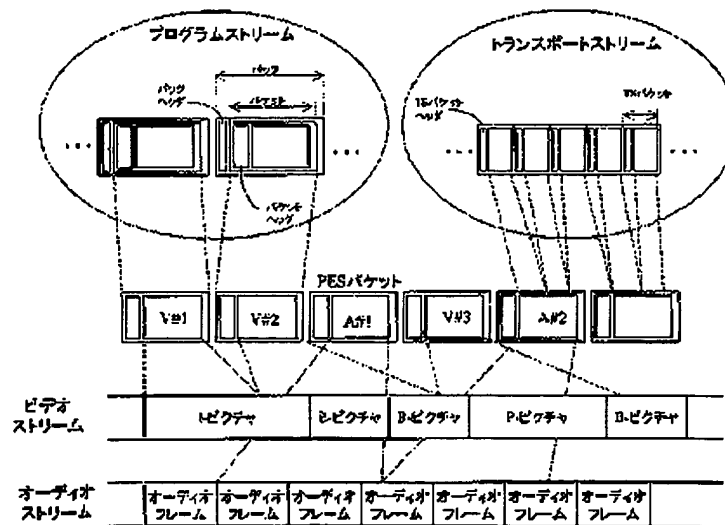 プログラムストリーム
トランスポートストリーム
パック
パック
ヘッダ
パケット
パケット
ヘッダ
TSパケット
ヘッダ
TSパケット
PESパケット
V#1
V#2
A#1
V#3
A#2
ビデオ
ストリーム
I-ピクチャ
B-ピクチャ
B-ピクチャ
P-ピクチャ
B-ピクチャ
オーディオ
ストリーム
オーディオ
フレーム
オーディオ
フレーム
オーディオ
フレーム
オーディオ
フレーム
オーディオ
フレーム
オーディオ
フレーム
オーディオ
フレーム